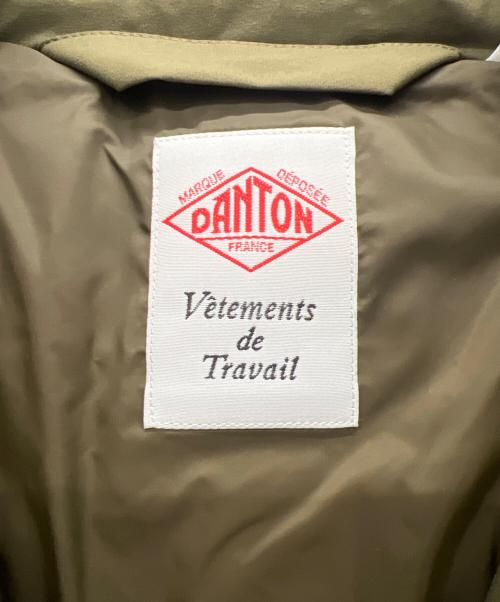 MARQUE DÉPOSÉE
DANTON
FRANCE
Vêtements
de
Travail